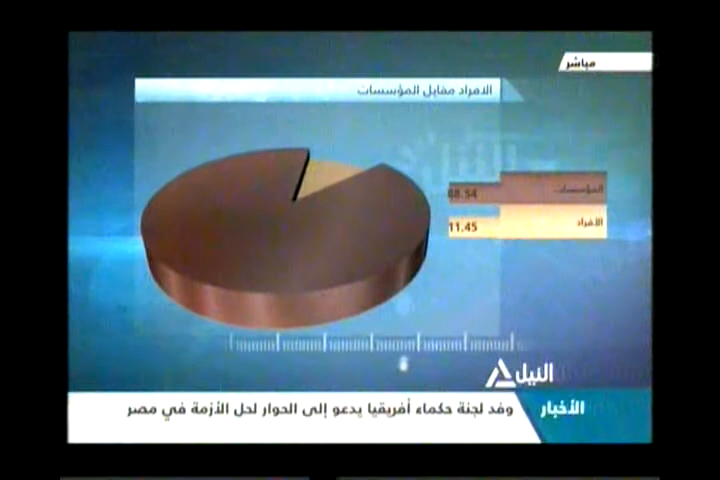 مباشر
الافراد مقابل المؤسسات
المؤسسات 88.54
الأفراد 11.45
النيل
الأخبار
وفد لجنة حكماء أفريقيا يدعو إلى الحوار لحل الأزمة في مصر